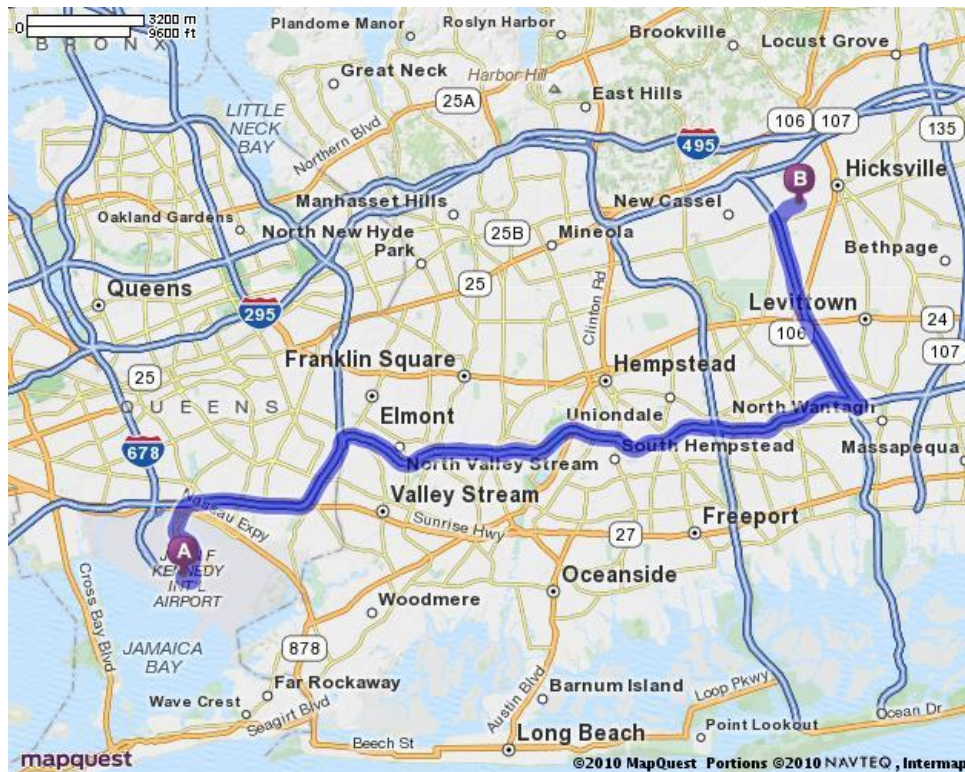 0
3200 m
9600 ft
BRONX
Plandome Manor
Roslyn Harbor
Brookville
Locust Grove
Great Neck
Harbor Hill
East Hills
25A
LITTLE
NECK
BAY
Northern Blvd
495
106
107
135
B
Hicksville
Oakland Gardens
Manhasset Hills
New Cassel
North New Hyde
Park
25B
Mineola
Bethpage
Queens
295
25
Clinton Rd
Levittown
106
24
Franklin Square
Hempstead
107
25
QUEENS
Elmont
Uniondale
North Wantagh
678
North Valley Stream
South Hempstead
Massapequa
Nassau Expy
Valley Stream
Sunrise Hwy
27
Freeport
A
JOHN F
KENNEDY
INT'L
AIRPORT
Cross Bay Blvd
Oceanside
Woodmere
JAMAICA
BAY
878
Far Rockaway
Wave Crest
Seagirt Blvd
Austin Blvd
Barnum Island
Loop Pkwy
Point Lookout
Ocean Dr
Beech St
Long Beach
mapquest
©2010 MapQuest Portions ©2010 NAVTEQ, Intermap